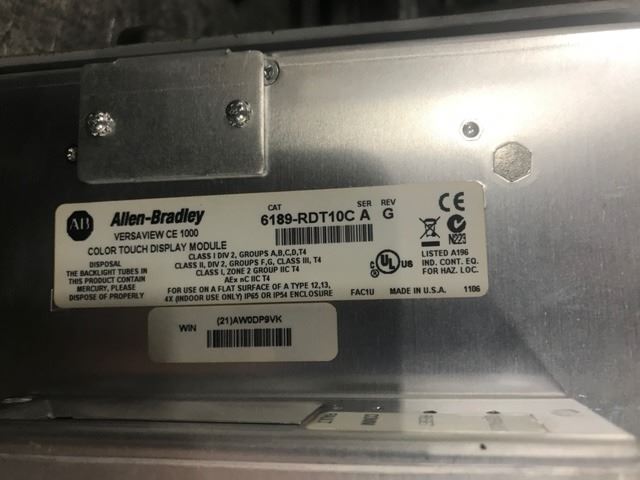 CAT SER REV
AB Allen-Bradley 6189-RDT10C A G CE
VERSAVIEW CE 1000
COLOR TOUCH DISPLAY MODULE
N223
DISPOSAL
THE BACKLIGHT TUBES IN
THIS PRODUCT CONTAIN
MERCURY, PLEASE
DISPOSE OF PROPERLY
CLASS I DIV 2, GROUPS A,B,C,D,T4
CLASS II, DIV 2, GROUPS F,G, CLASS III, T4
CLASS I, ZONE 2 GROUP IIC T4
AEx nC IIC T4
FOR USE ON A FLAT SURFACE OF A TYPE 12,13,
4X (INDOOR USE ONLY) IP65 OR IP54 ENCLOSURE
c UL US
LISTED A196
IND. CONT. EQ.
FOR HAZ. LOC.
FAC1U MADE IN U.S.A. 1106
WIN (21)AW0DP9VK